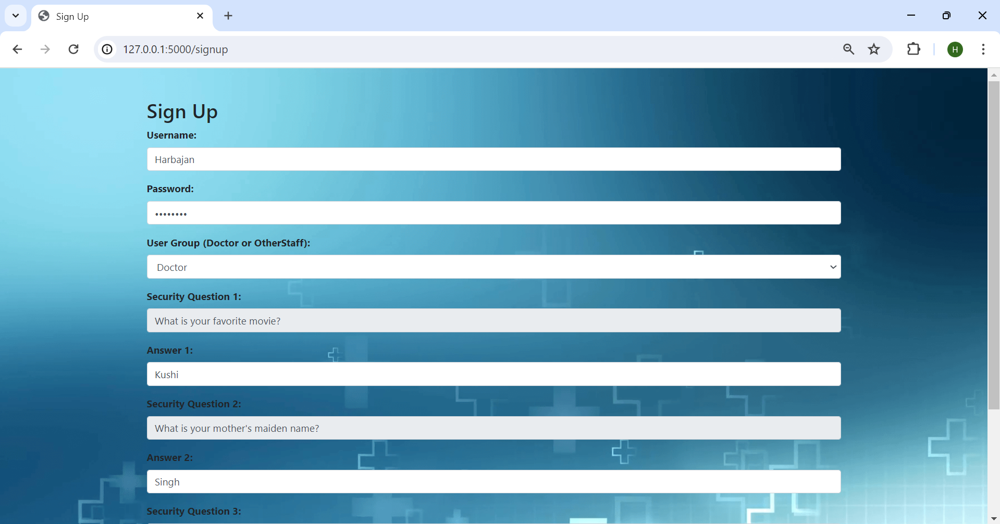 Sign Up
127.0.0.1:5000/signup
H
Sign Up
Username:
Harbajan
Password:
••••••••
User Group (Doctor or OtherStaff):
Doctor
Security Question 1:
What is your favorite movie?
Answer 1:
Kushi
Security Question 2:
What is your mother's maiden name?
Answer 2:
Singh
Security Question 3: